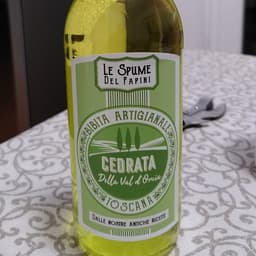 LE SPUME
DEL PAPINI
BIBITA ARTIGIANALE
CEDRATA
Della Val d'Orcia
TOSCANA
DALLE NOSTRE ANTICHE RICETTE